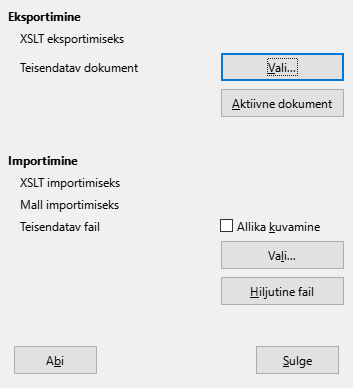 Eksportimine
XSLT eksportimiseks
Teisendatav dokument
Vali...
Aktiivne dokument
Importimine
XSLT importimiseks
Mall importimiseks
Teisendatav fail
Allika kuvamine
Vali...
Hiljutine fail
Abi
Sulge